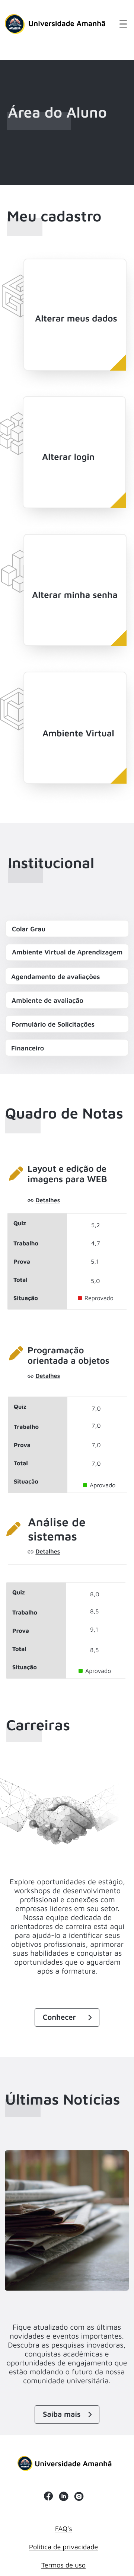 Universidade Amanhã
Área do Aluno
Meu cadastro
Alterar meus dados
Alterar login
Alterar minha senha
Ambiente Virtual
Institucional
Colar Grau
Ambiente Virtual de Aprendizagem
Agendamento de avaliações
Ambiente de avaliação
Formulário de Solicitações
Financeiro
Quadro de Notas
Layout e edição de
imagens para WEB
Detalhes
Quiz 5,2
Trabalho 4,7
Prova 5,1
Total 5,0
Situação Reprovado
Programação
orientada a objetos
Detalhes
Quiz 7,0
Trabalho 7,0
Prova 7,0
Total 7,0
Situação Aprovado
Análise de
sistemas
Detalhes
Quiz 8,0
Trabalho 8,5
Prova 9,1
Total 8,5
Situação Aprovado
Carreiras
Explore oportunidades de estágio,
workshops de desenvolvimento
profissional e conexões com
empresas líderes em seu setor.
Nossa equipe dedicada de
orientadores de carreira está aqui
para ajudá-lo a identificar seus
objetivos profissionais, aprimorar
suas habilidades e conquistar as
oportunidades que o aguardam
após a formatura.
Conhecer
Últimas Notícias
Fique atualizado com as últimas
novidades e eventos importantes.
Descubra as pesquisas inovadoras,
conquistas acadêmicas e
oportunidades de engajamento que
estão moldando o futuro da nossa
comunidade universitária.
Saiba mais
Universidade Amanhã
FAQ's
Política de privacidade
Termos de uso